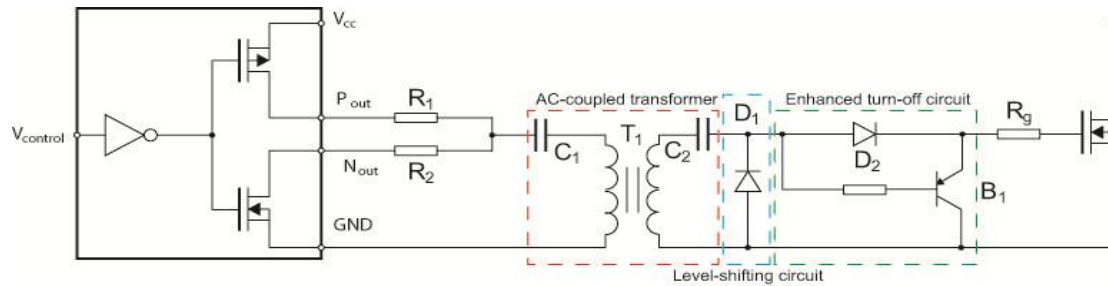 Vcc
Pout
R1
AC-coupled transformer
D1
Enhanced turn-off circuit
Rg
Vcontrol
T1
C1
C2
D2
Nout
R2
B1
GND
Level-shifting circuit